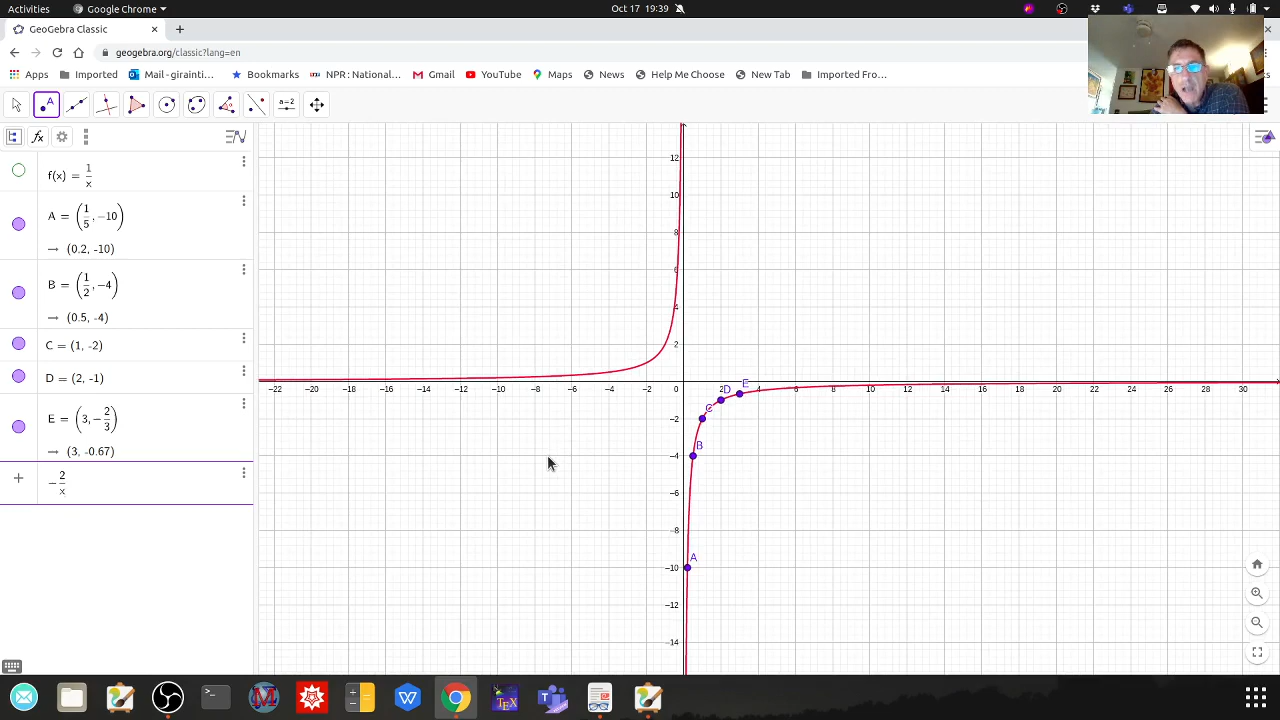 Activities Google Chrome Oct 17 19:39
GeoGebra Classic
geogebra.org/classic?lang=en
Apps Imported Mail - girainti... Bookmarks NPR : National... Gmail YouTube Maps News Help Me Choose New Tab Imported Fro...
A a=2
f(x) = 1/x
A = (1/5, −10)
→ (0.2, -10)
B = (1/2, −4)
→ (0.5, -4)
C = (1, -2)
D = (2, -1)
E = (3, −2/3)
→ (3, -0.67)
−2/x
12
10
8
6
4
2
−22 −20 −18 −16 −14 −12 −10 −8 −6 −4 −2 0 2 4 6 8 10 12 14 16 18 20 22 24 26 28 30
D E
C
−2
B
−4
−6
−8
A
−10
−12
−14